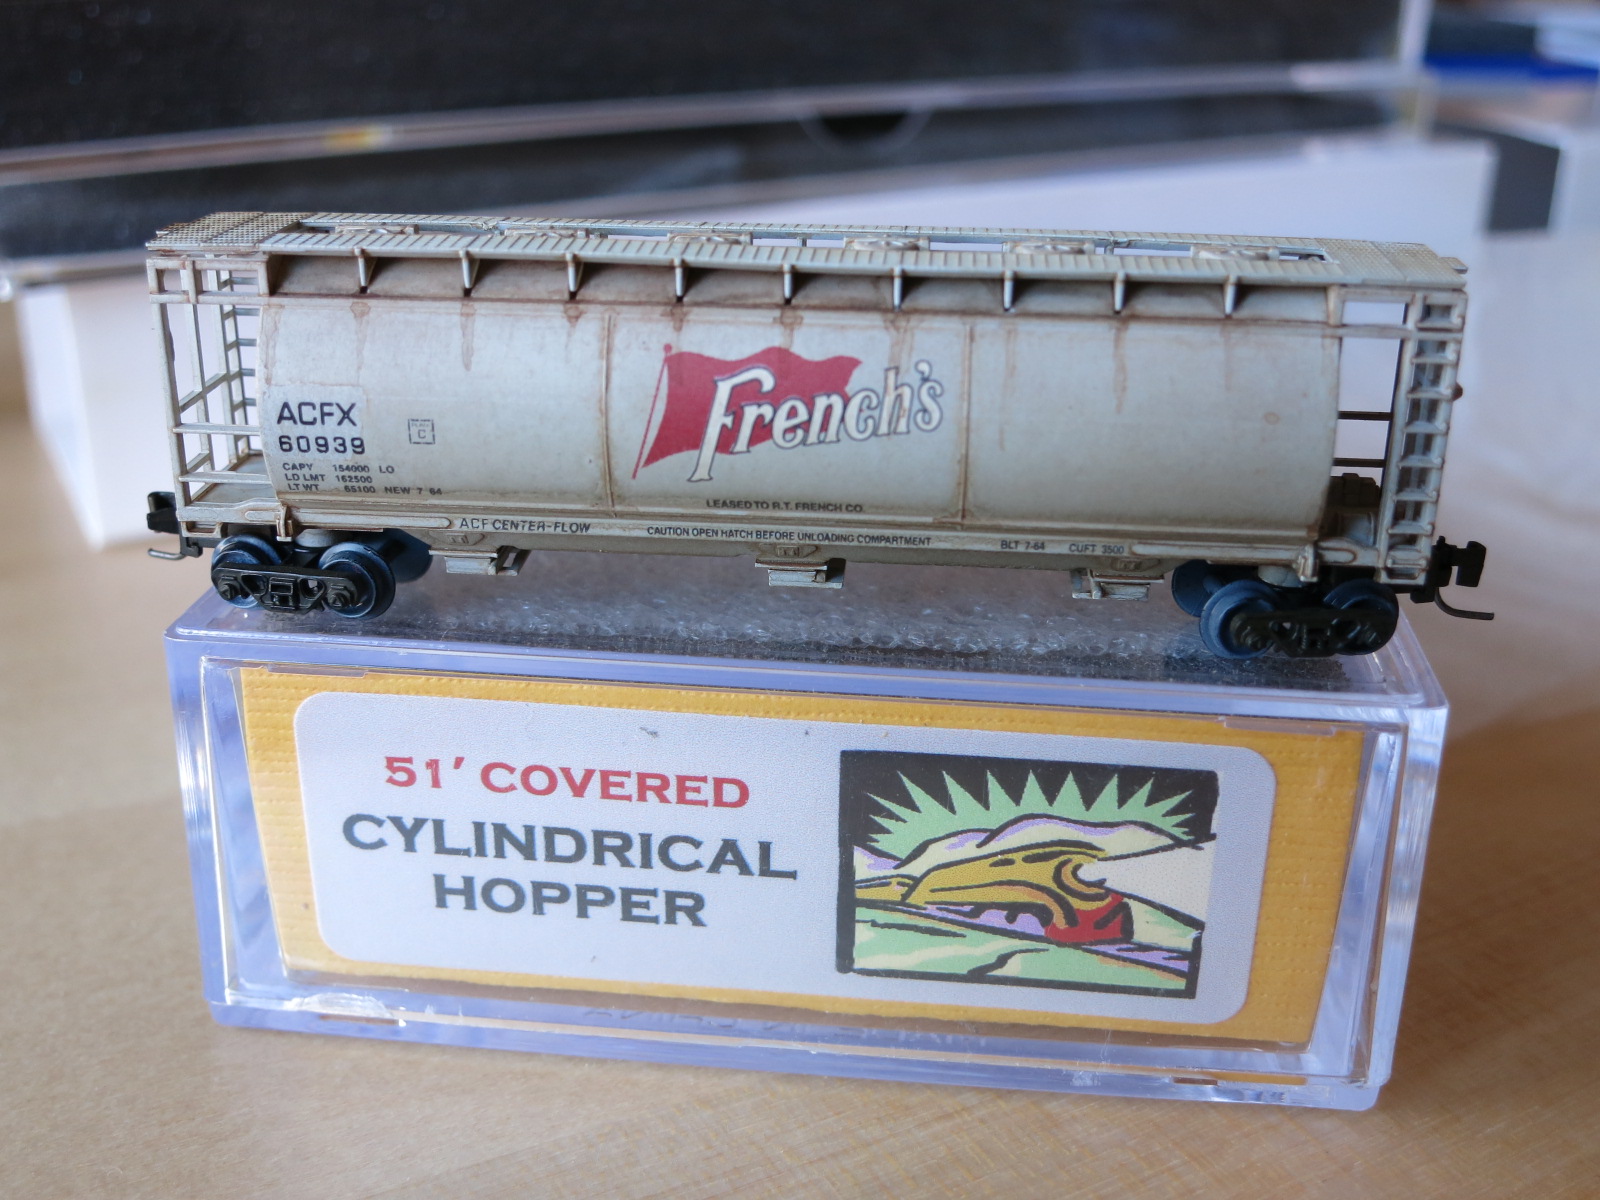 French's
ACFX
60939
C
CAPY 154000 LO
LD LMT 162500
LT WT 65100 NEW 7 64
LEASED TO R.T. FRENCH CO.
ACF CENTER-FLOW
CAUTION OPEN HATCH BEFORE UNLOADING COMPARTMENT
BLT 7-64 CUFT 3500
51' COVERED
CYLINDRICAL
HOPPER